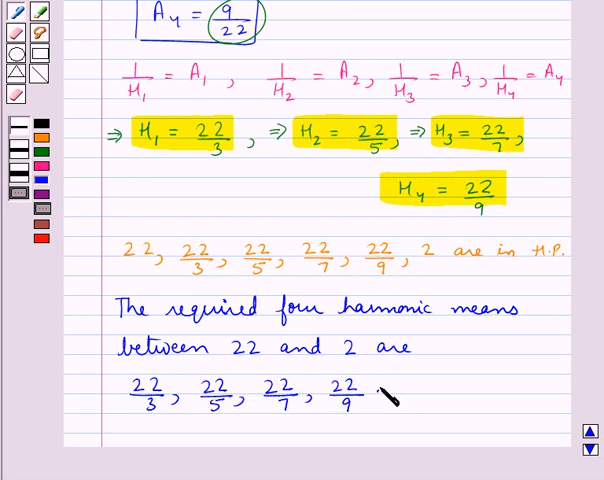 A₄ = 9/22
1/H₁ = A₁, 1/H₂ = A₂, 1/H₃ = A₃, 1/H₄ = A₄
⇒ H₁ = 22/3, ⇒ H₂ = 22/5, ⇒ H₃ = 22/7,
H₄ = 22/9
22, 22/3, 22/5, 22/7, 22/9, 2 are in H.P.
The required four harmonic means
between 22 and 2 are
22/3, 22/5, 22/7, 22/9.